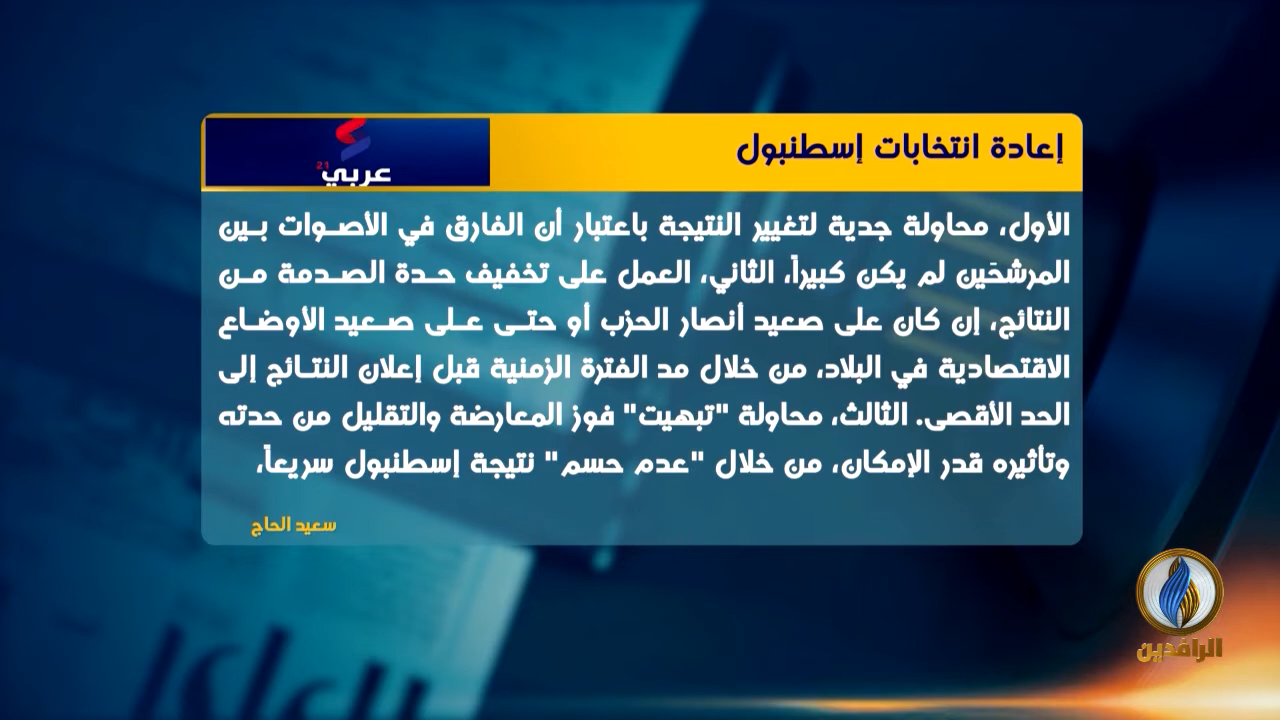 إعادة انتخابات إسطنبول
عربي 21
الأول، محاولة جدية لتغيير النتيجة باعتبار أن الفارق في الأصوات بين
المرشحَين لم يكن كبيراً، الثاني، العمل على تخفيف حدة الصدمة من
النتائج، إن كان على صعيد أنصار الحزب أو حتى على صعيد الأوضاع
الاقتصادية في البلاد، من خلال مد الفترة الزمنية قبل إعلان النتائج إلى
الحد الأقصى. الثالث، محاولة "تبهيت" فوز المعارضة والتقليل من حدته
وتأثيره قدر الإمكان، من خلال "عدم حسم" نتيجة إسطنبول سريعاً،
سعيد الحاج
الرافدين